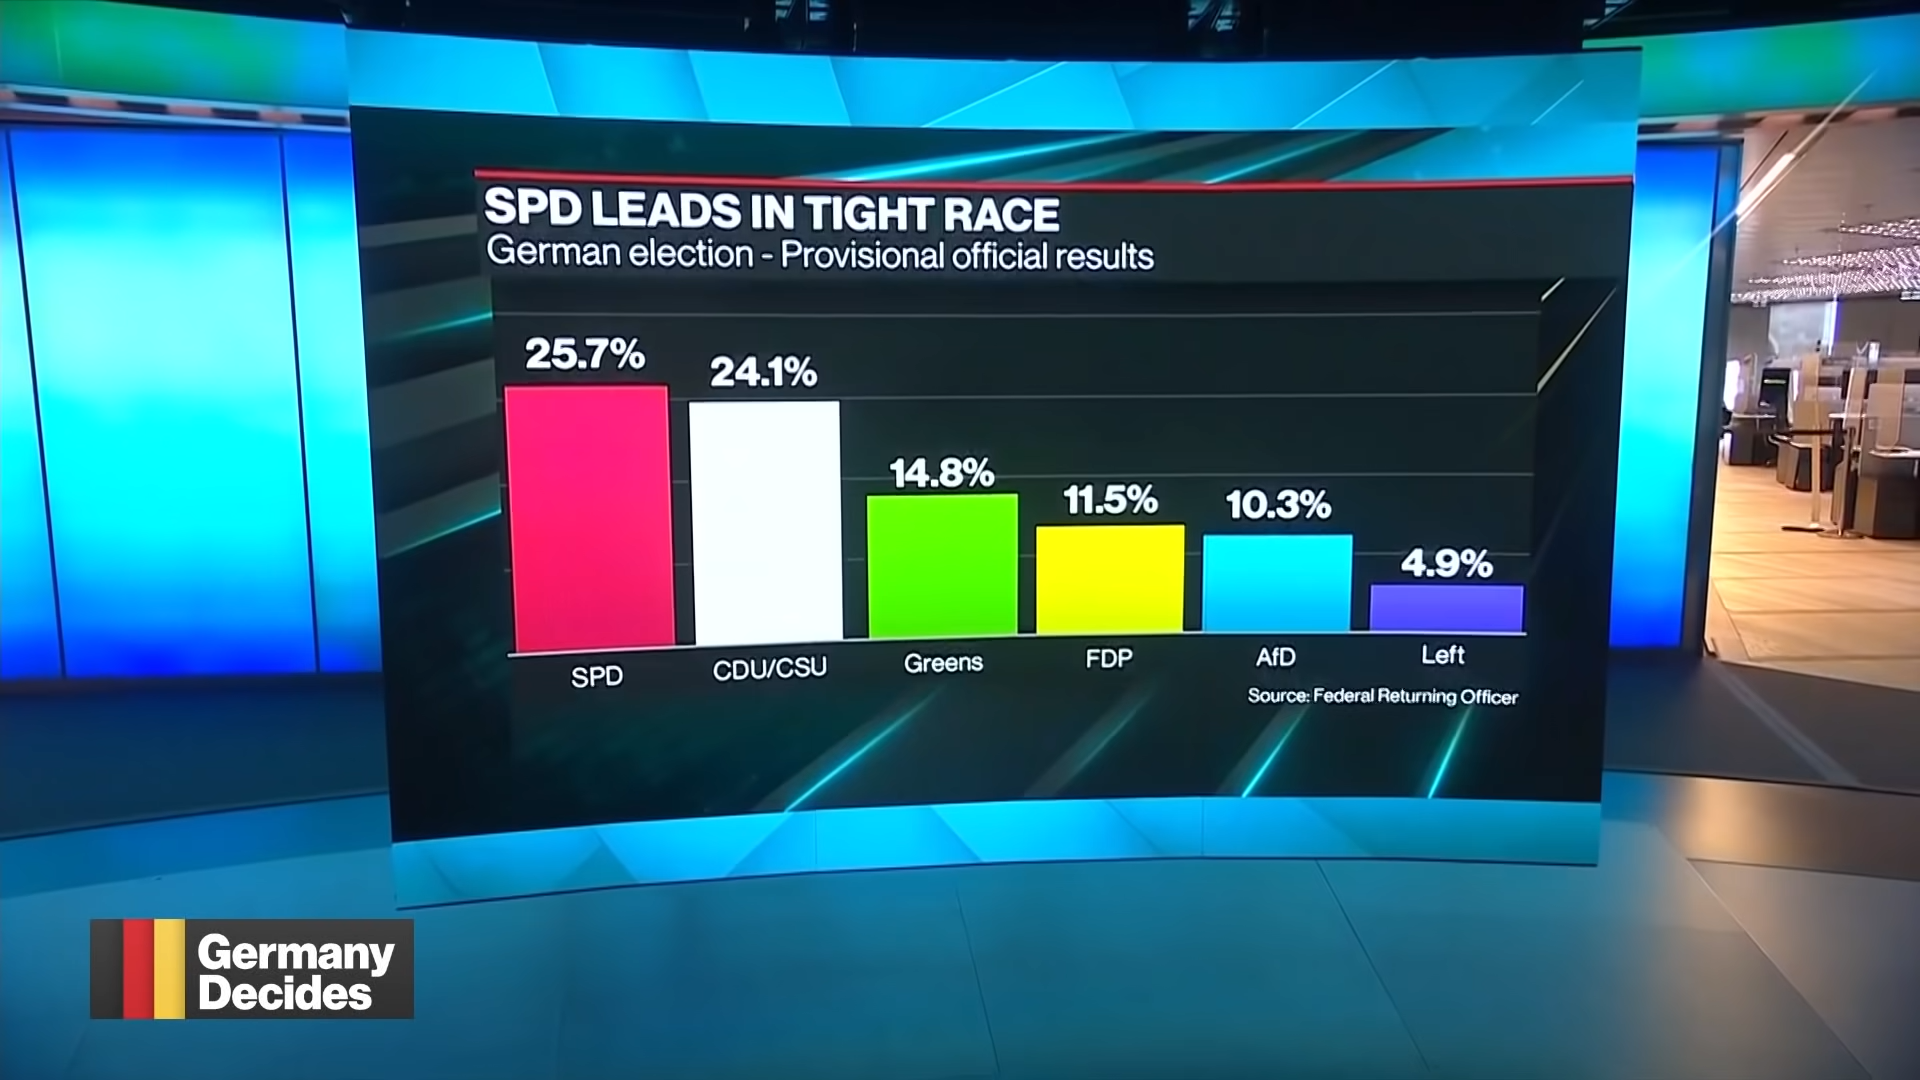 SPD LEADS IN TIGHT RACE
German election - Provisional official results
25.7%
24.1%
14.8%
11.5%
10.3%
4.9%
SPD
CDU/CSU
Greens
FDP
AfD
Left
Source: Federal Returning Officer
Germany
Decides